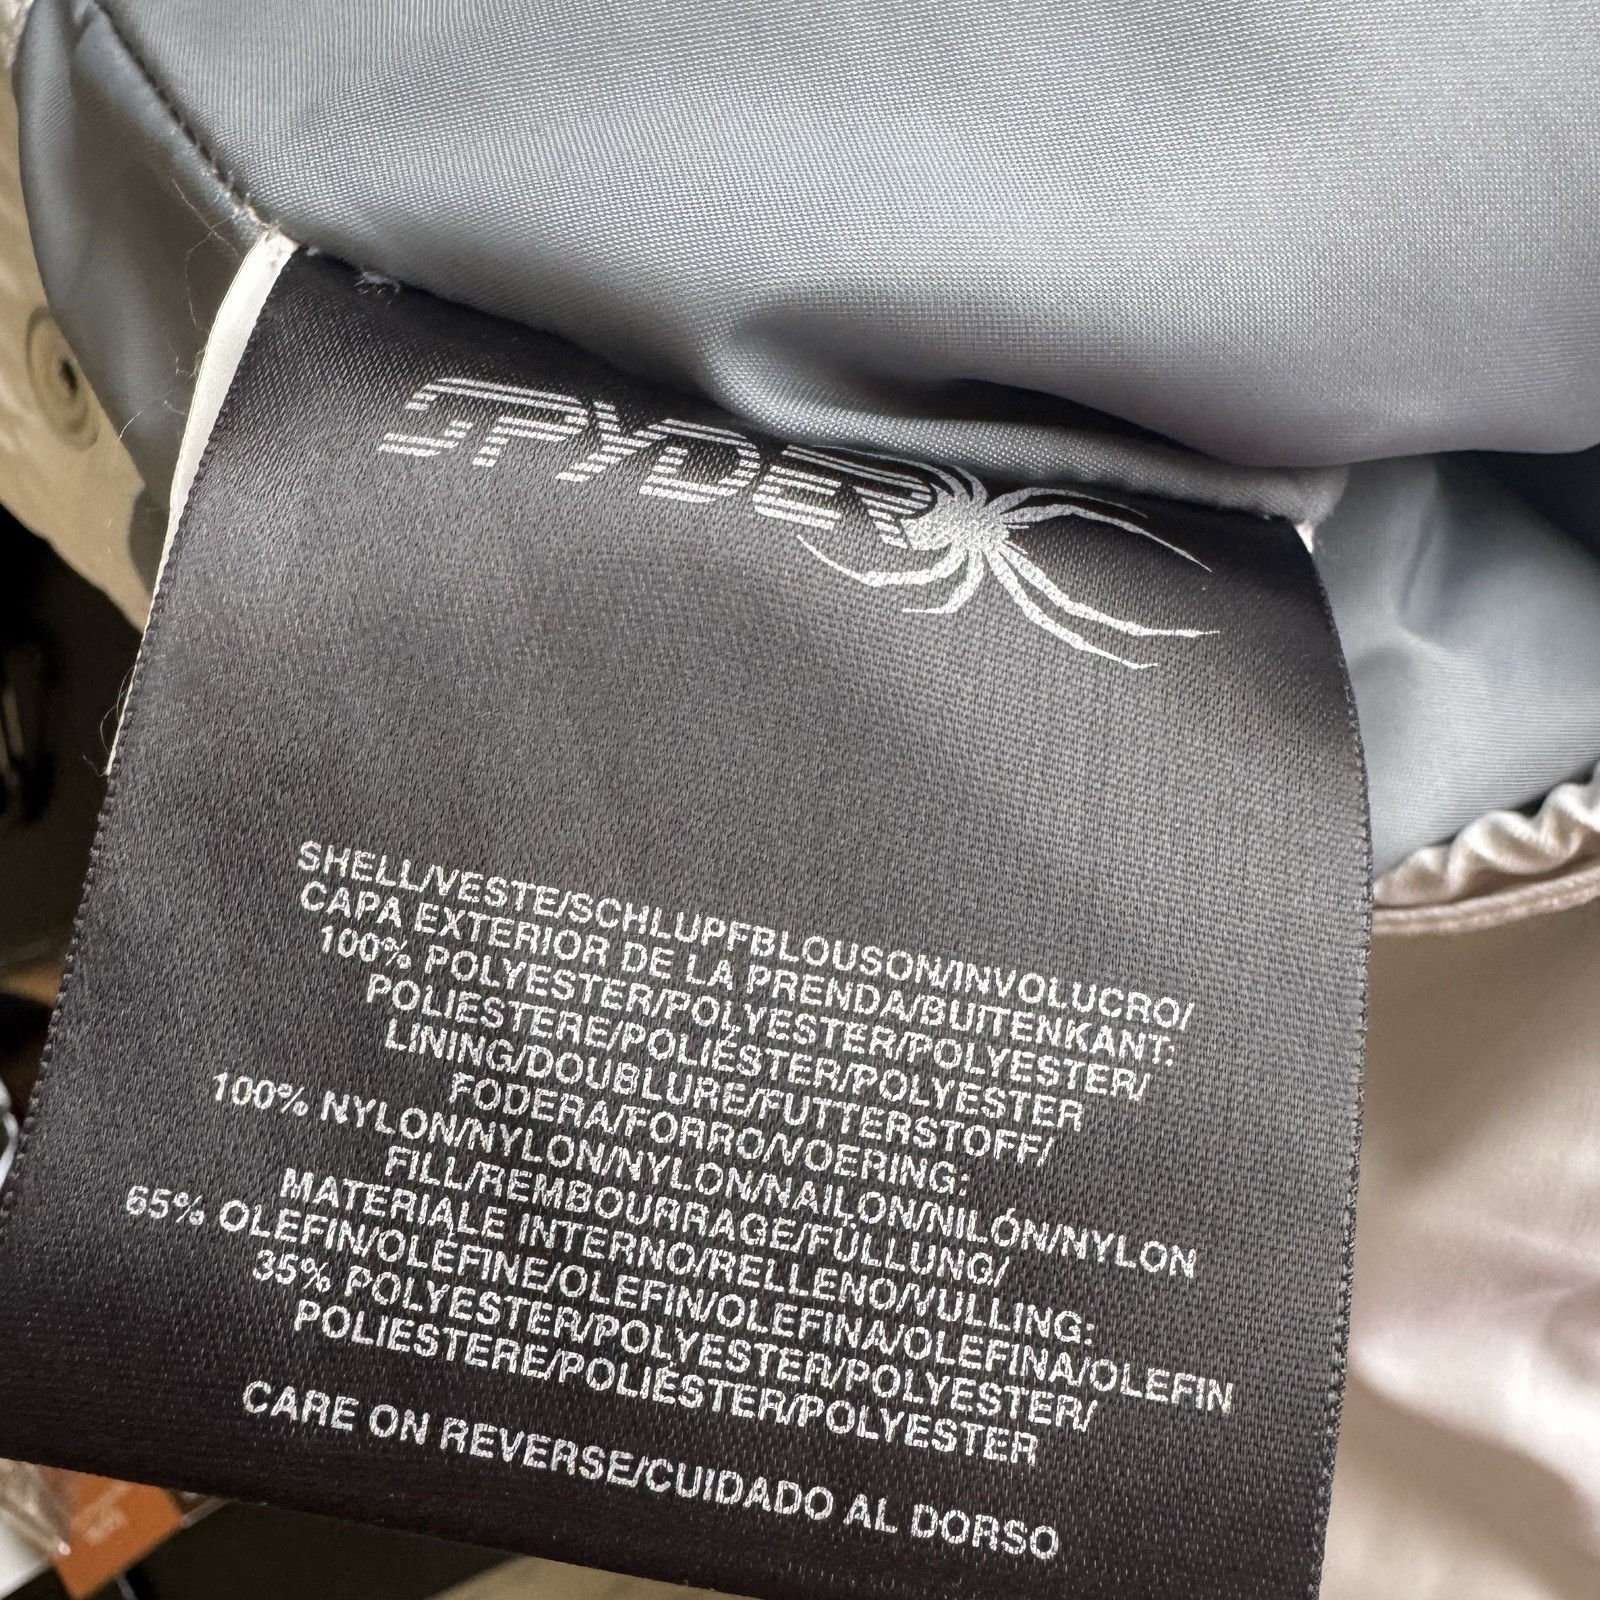 SPYDER
SHELL/VESTE/SCHLUPFBLOUSON/INVOLUCRO/
CAPA EXTERIOR DE LA PRENDA/BUITENKANT:
100% POLYESTER/POLYESTER/POLYESTER/
POLIESTERE/POLIÉSTER/POLYESTER
LINING/DOUBLURE/FUTTERSTOFF/
FODERA/FORRO/VOERING:
100% NYLON/NYLON/NYLON/NAILON/NILÓN/NYLON
FILL/REMBOURRAGE/FÜLLUNG/
MATERIALE INTERNO/RELLENO/VULLING:
65% OLEFIN/OLÉFINE/OLEFIN/OLEFINA/OLEFINA/OLEFIN
35% POLYESTER/POLYESTER/POLYESTER/
POLIESTERE/POLIÉSTER/POLYESTER
CARE ON REVERSE/CUIDADO AL DORSO